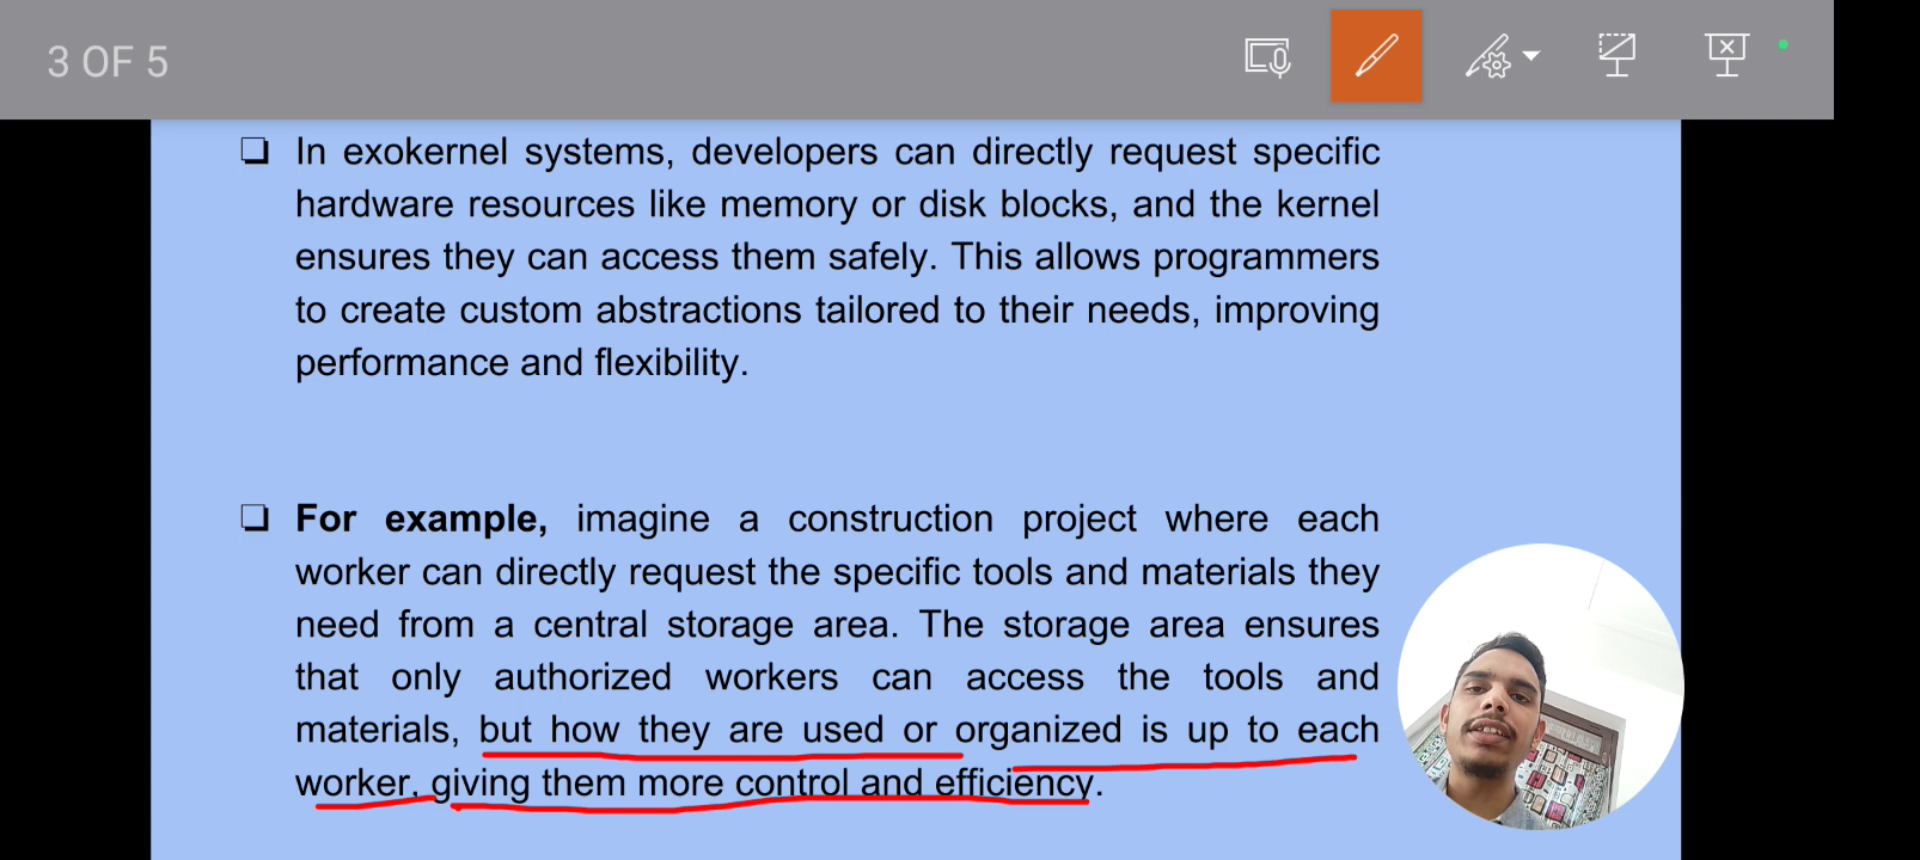 3 OF 5
In exokernel systems, developers can directly request specific
hardware resources like memory or disk blocks, and the kernel
ensures they can access them safely. This allows programmers
to create custom abstractions tailored to their needs, improving
performance and flexibility.
For example, imagine a construction project where each
worker can directly request the specific tools and materials they
need from a central storage area. The storage area ensures
that only authorized workers can access the tools and
materials, but how they are used or organized is up to each
worker, giving them more control and efficiency.